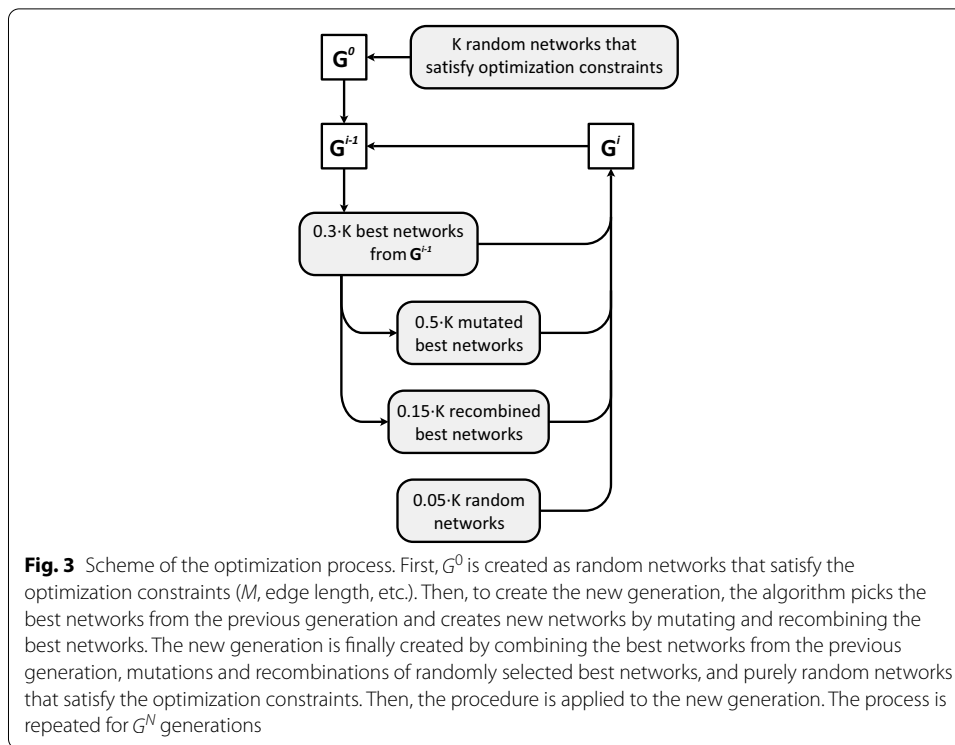 G⁰
K random networks that
satisfy optimization constraints
Gⁱ⁻¹
Gⁱ
0.3·K best networks
from Gⁱ⁻¹
0.5·K mutated
best networks
0.15·K recombined
best networks
0.05·K random
networks
Fig. 3 Scheme of the optimization process. First, G⁰ is created as random networks that satisfy the
optimization constraints (M, edge length, etc.). Then, to create the new generation, the algorithm picks the
best networks from the previous generation and creates new networks by mutating and recombining the
best networks. The new generation is finally created by combining the best networks from the previous
generation, mutations and recombinations of randomly selected best networks, and purely random networks
that satisfy the optimization constraints. Then, the procedure is applied to the new generation. The process is
repeated for Gᴺ generations